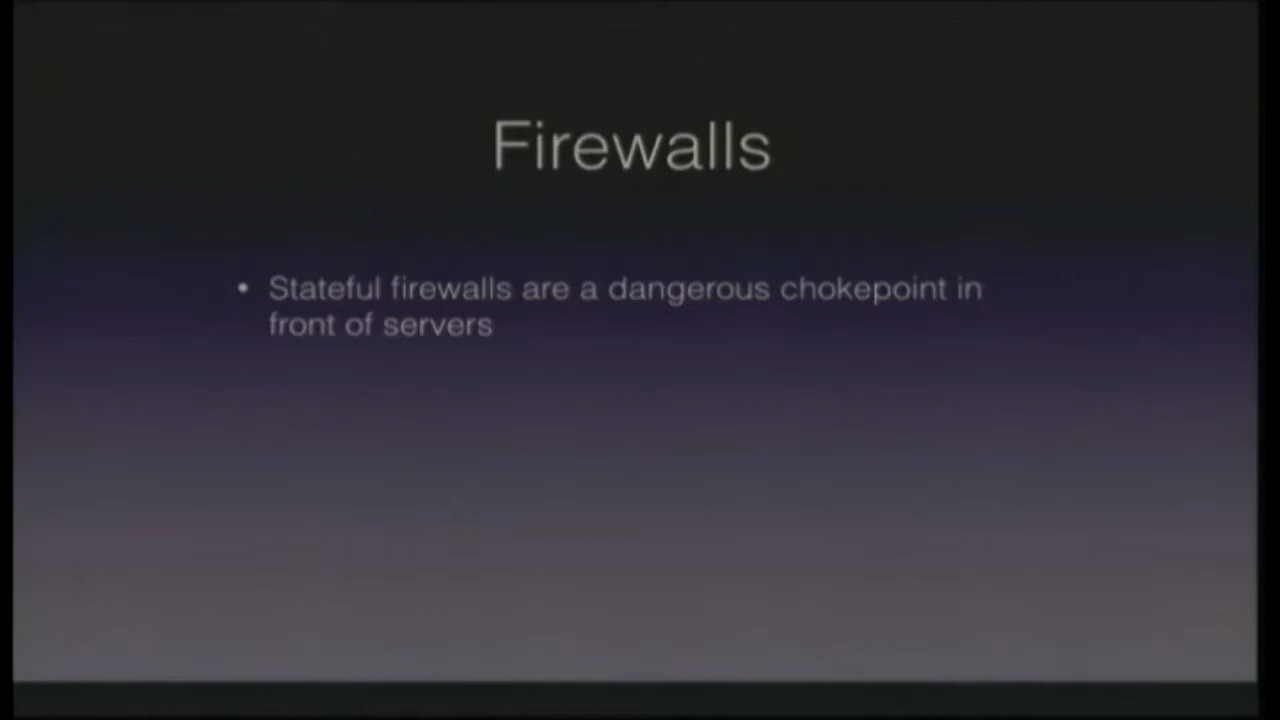 Firewalls
• Stateful firewalls are a dangerous chokepoint in
front of servers